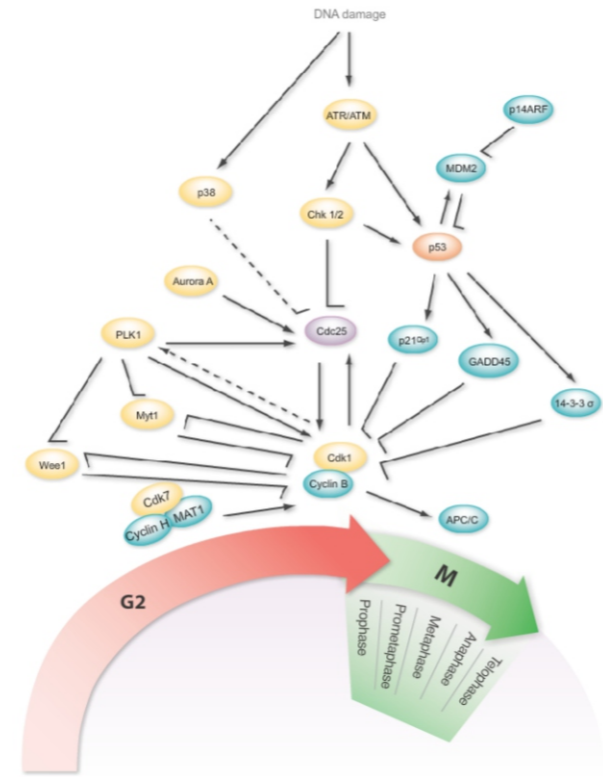 DNA damage
ATR/ATM
p14ARF
MDM2
p38
Chk 1/2
p53
Aurora A
Cdc25
PLK1
p21Cip1
GADD45
Myt1
14-3-3 σ
Wee1
Cdk1
Cyclin B
Cdk7
MAT1
Cyclin H
APC/C
G2
M
Prophase
Prometaphase
Metaphase
Anaphase
Telophase